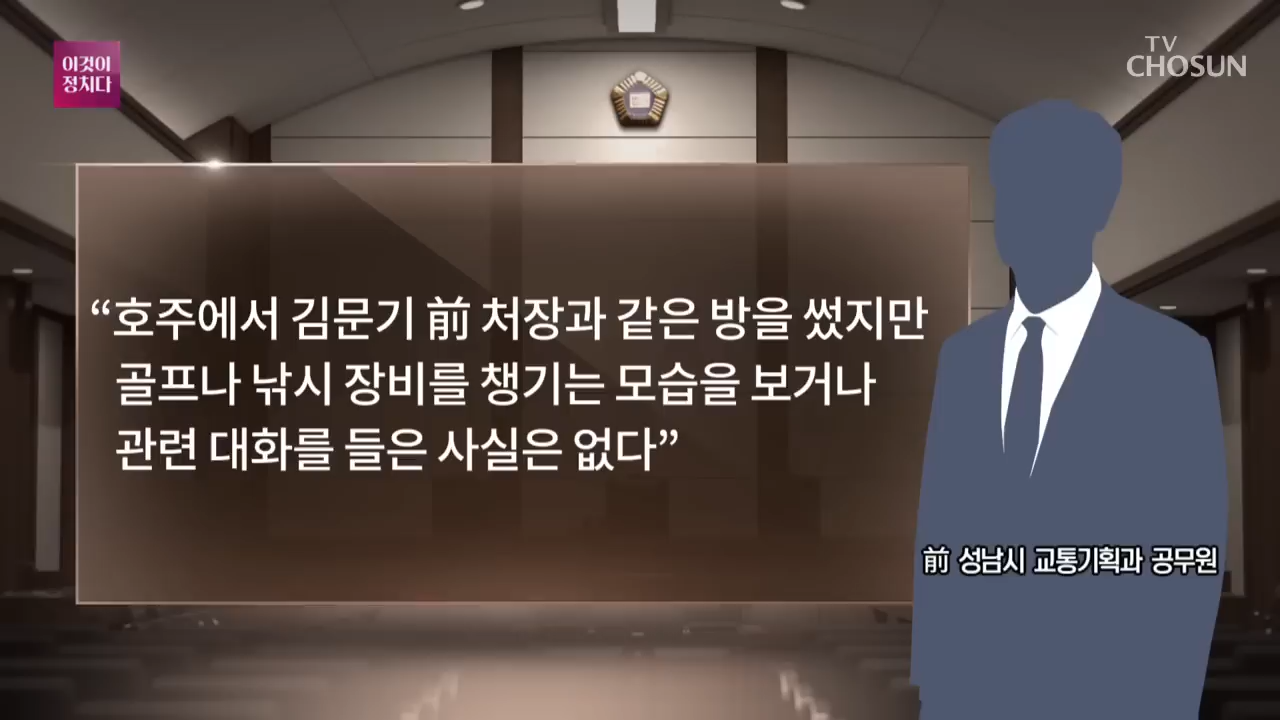 이것이
정치다
TV
CHOSUN
“호주에서 김문기 前 처장과 같은 방을 썼지만
골프나 낚시 장비를 챙기는 모습을 보거나
관련 대화를 들은 사실은 없다”
前 성남시 교통기획과 공무원